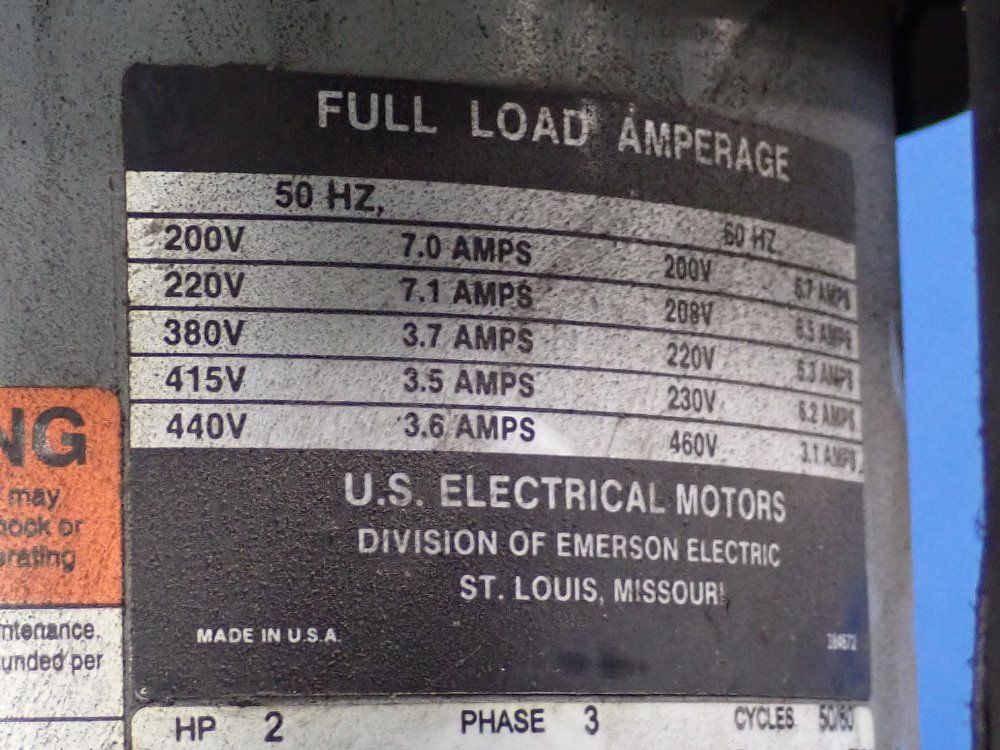 FULL LOAD AMPERAGE
50 HZ, 60 HZ
200V 7.0 AMPS 200V 6.7 AMPS
220V 7.1 AMPS 208V 6.5 AMPS
380V 3.7 AMPS 220V 6.3 AMPS
415V 3.5 AMPS 230V 6.2 AMPS
440V 3.6 AMPS 460V 3.1 AMPS
U.S. ELECTRICAL MOTORS
DIVISION OF EMERSON ELECTRIC
ST. LOUIS, MISSOURI
MADE IN U.S.A.
HP 2 PHASE 3 CYCLES 50/60
NG
may
hock or
erating
ntenance,
unded per